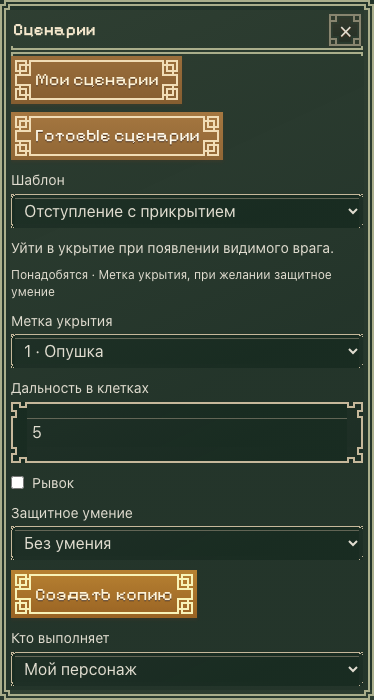 Сценарии
Мои сценарии
Готовые сценарии
Шаблон
Отступление с прикрытием
Уйти в укрытие при появлении видимого врага.
Понадобятся · Метка укрытия, при желании защитное
умение
Метка укрытия
1 · Опушка
Дальность в клетках
5
Рывок
Защитное умение
Без умения
Создать копию
Кто выполняет
Мой персонаж